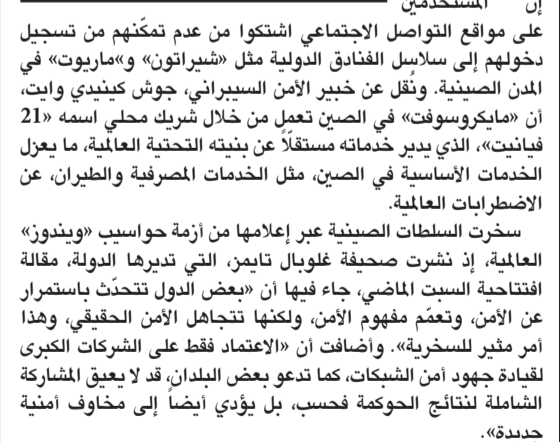 إن المستخدمين
على مواقع التواصل الاجتماعي اشتكوا من عدم تمكّنهم من تسجيل
دخولهم إلى سلاسل الفنادق الدولية مثل «شيراتون» و»ماريوت» في
المدن الصينية. ونُقل عن خبير الأمن السيبراني، جوش كينيدي وايت،
أن «مايكروسوفت» في الصين تعمل من خلال شريك محلي اسمه «21
فيانيت»، الذي يدير خدماته مستقلّاً عن بنيته التحتية العالمية، ما يعزل
الخدمات الأساسية في الصين، مثل الخدمات المصرفية والطيران، عن
الاضطرابات العالمية.
سخرت السلطات الصينية عبر إعلامها من أزمة حواسيب «ويندوز»
العالمية، إذ نشرت صحيفة غلوبال تايمز، التي تديرها الدولة، مقالة
افتتاحية السبت الماضي، جاء فيها أن «بعض الدول تتحدّث باستمرار
عن الأمن، وتعمّم مفهوم الأمن، ولكنها تتجاهل الأمن الحقيقي، وهذا
أمر مثير للسخرية». وأضافت أن «الاعتماد فقط على الشركات الكبرى
لقيادة جهود أمن الشبكات، كما تدعو بعض البلدان، قد لا يعيق المشاركة
الشاملة لنتائج الحوكمة فحسب، بل يؤدي أيضاً إلى مخاوف أمنية
جديدة».